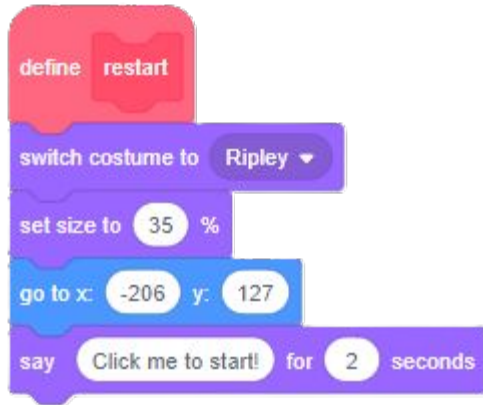 define restart
switch costume to Ripley
set size to 35 %
go to x: -206 y: 127
say Click me to start! for 2 seconds